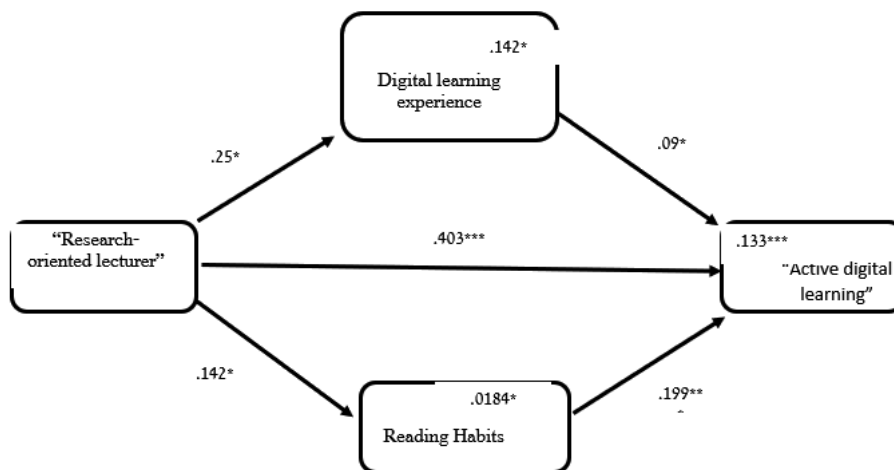 .142*
Digital learning
experience
.25*
.09*
“Research-
oriented lecturer”
.403***
.133***
“Active digital
learning”
.142*
.0184*
Reading Habits
.199**
*